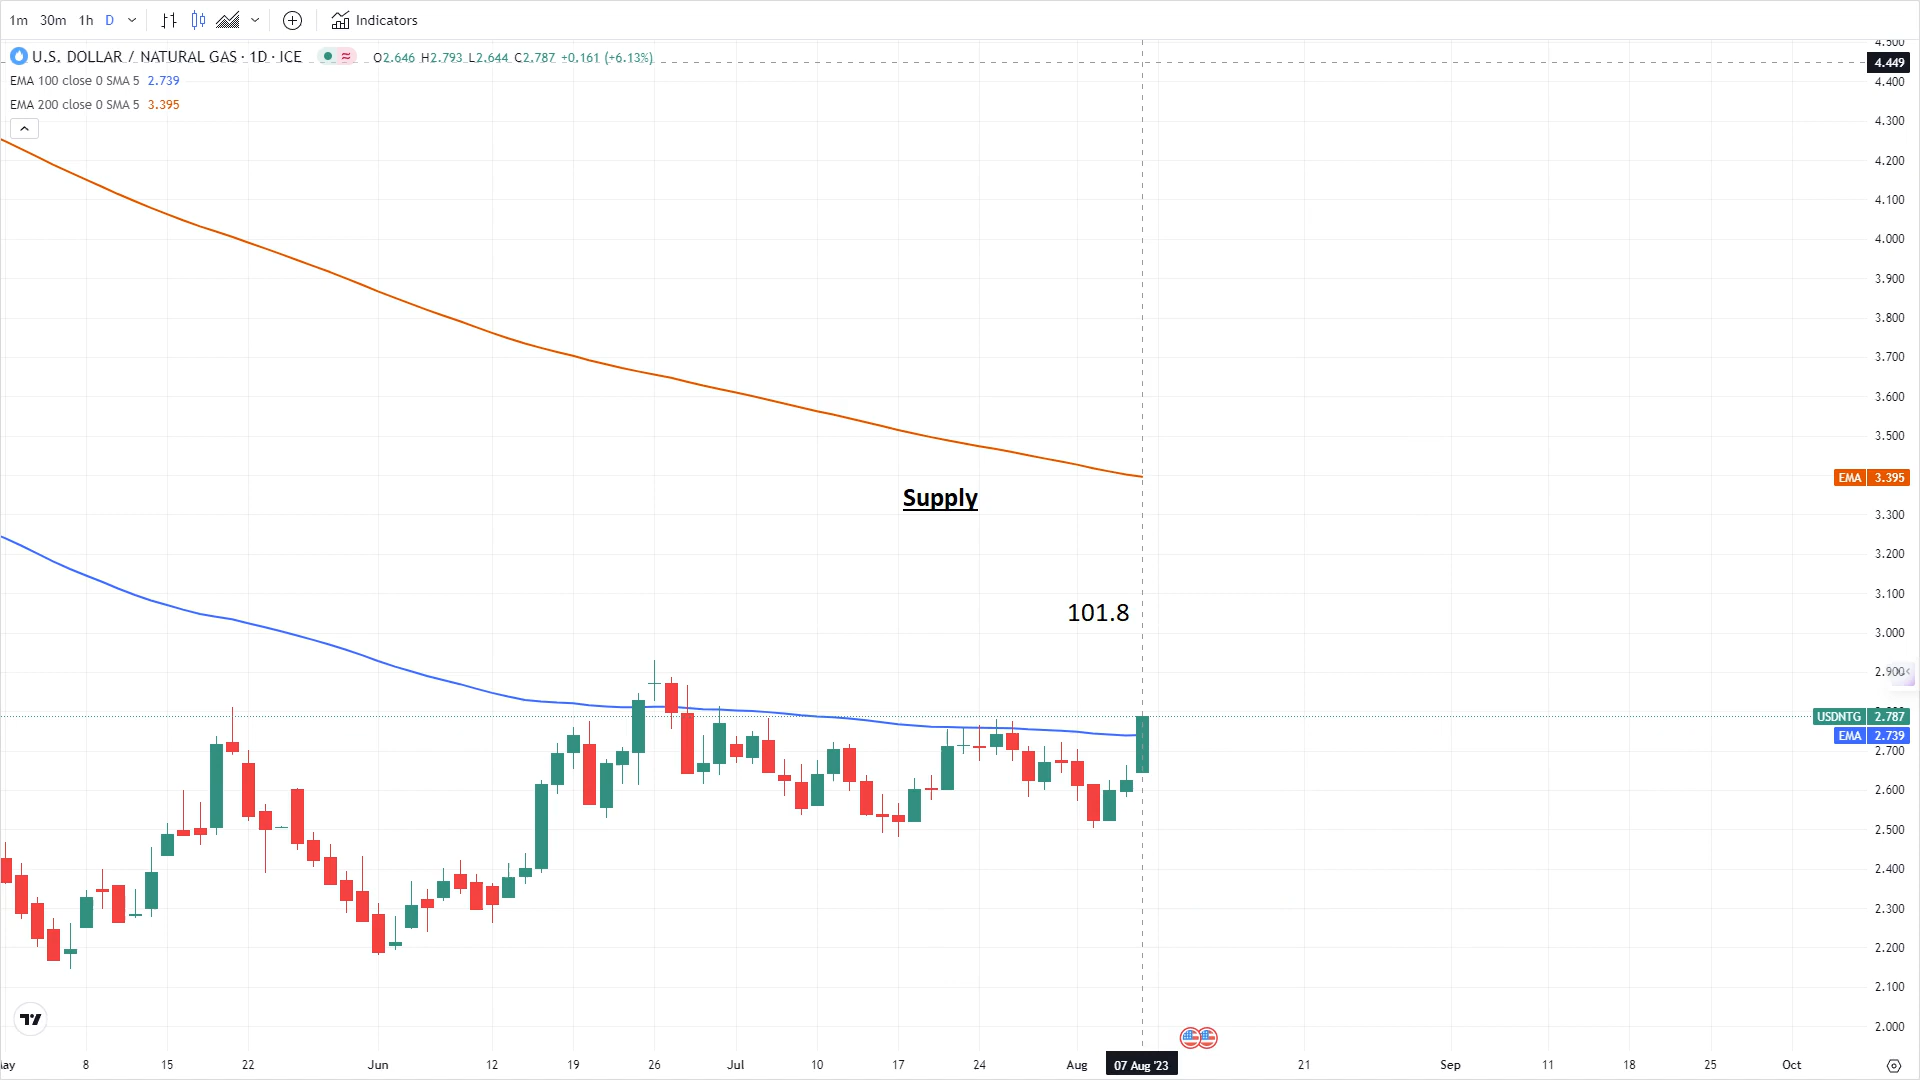 1m 30m 1h D Indicators
U.S. DOLLAR / NATURAL GAS · 1D · ICE O2.646 H2.793 L2.644 C2.787 +0.161 (+6.13%)
EMA 100 close 0 SMA 5 2.739
EMA 200 close 0 SMA 5 3.395
4.500
4.449
4.400
4.300
4.200
4.100
4.000
3.900
3.800
3.700
3.600
3.500
EMA 3.395
Supply
3.300
3.200
3.100
101.8
3.000
2.900
USDNTG 2.787
EMA 2.739
2.700
2.600
2.500
2.400
2.300
2.200
2.100
2.000
ay 8 15 22 Jun 12 19 26 Jul 10 17 24 Aug 07 Aug '23 21 Sep 11 18 25 Oct